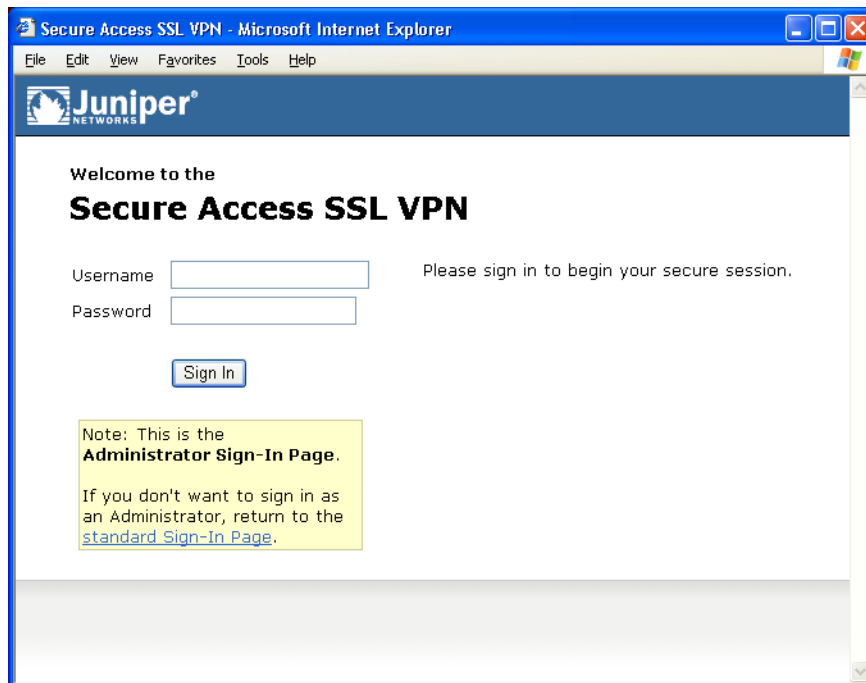 Secure Access SSL VPN - Microsoft Internet Explorer
File Edit View Favorites Tools Help
Juniper®
NETWORKS
Welcome to the
Secure Access SSL VPN
Username
Please sign in to begin your secure session.
Password
Sign In
Note: This is the
Administrator Sign-In Page.
If you don't want to sign in as
an Administrator, return to the
standard Sign-In Page.